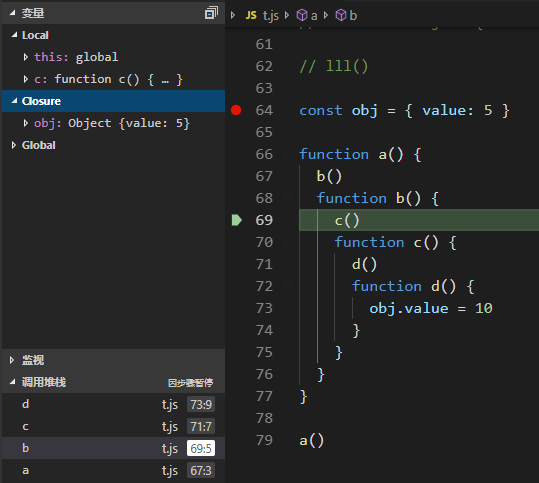 变量
Local
this: global
c: function c() { … }
Closure
obj: Object {value: 5}
Global
监视
调用堆栈 因步骤暂停
d t.js 73:9
c t.js 71:7
b t.js 69:5
a t.js 67:3
JS t.js › a › b
61
62 // lll()
63
64 const obj = { value: 5 }
65
66 function a() {
67 b()
68 function b() {
69 c()
70 function c() {
71 d()
72 function d() {
73 obj.value = 10
74 }
75 }
76 }
77 }
78
79 a()